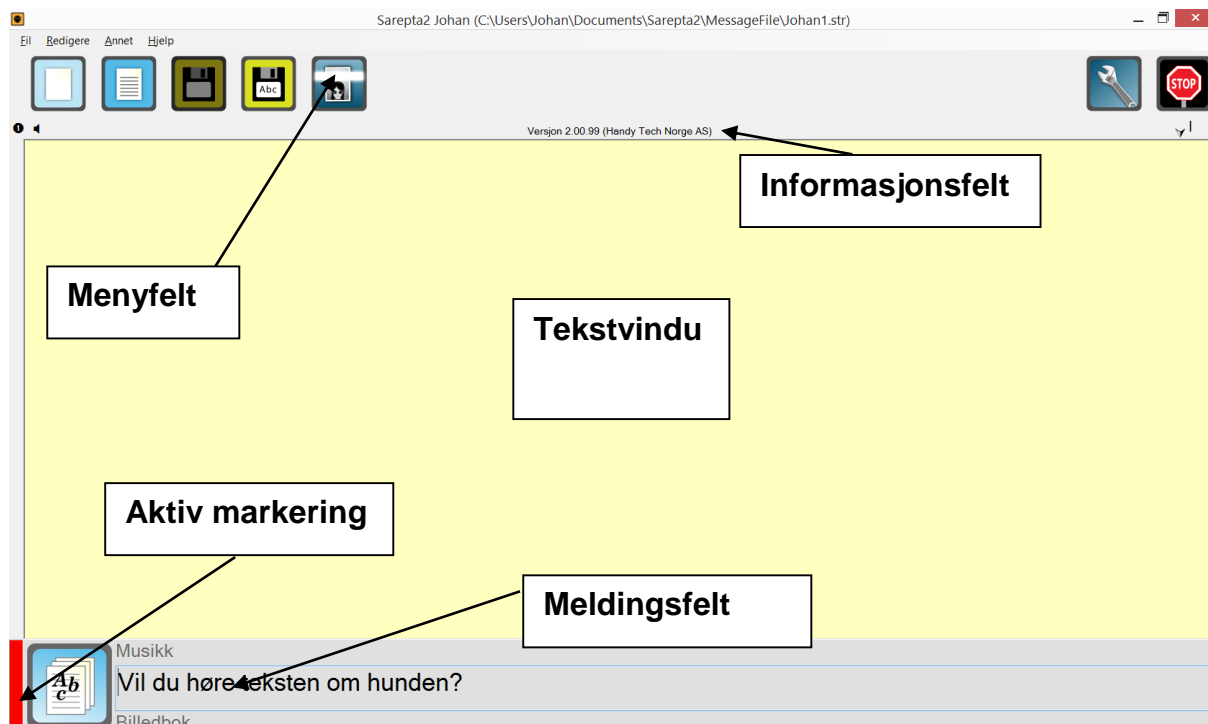 Sarepta2 Johan (C:\Users\Johan\Documents\Sarepta2\MessageFile\Johan1.str)
Fil Redigere Annet Hjelp
Abc
STOP
Versjon 2.00.99 (Handy Tech Norge AS)
Informasjonsfelt
Menyfelt
Tekstvindu
Aktiv markering
Meldingsfelt
Musikk
Ab
c
Vil du høre teksten om hunden?
Billedbok